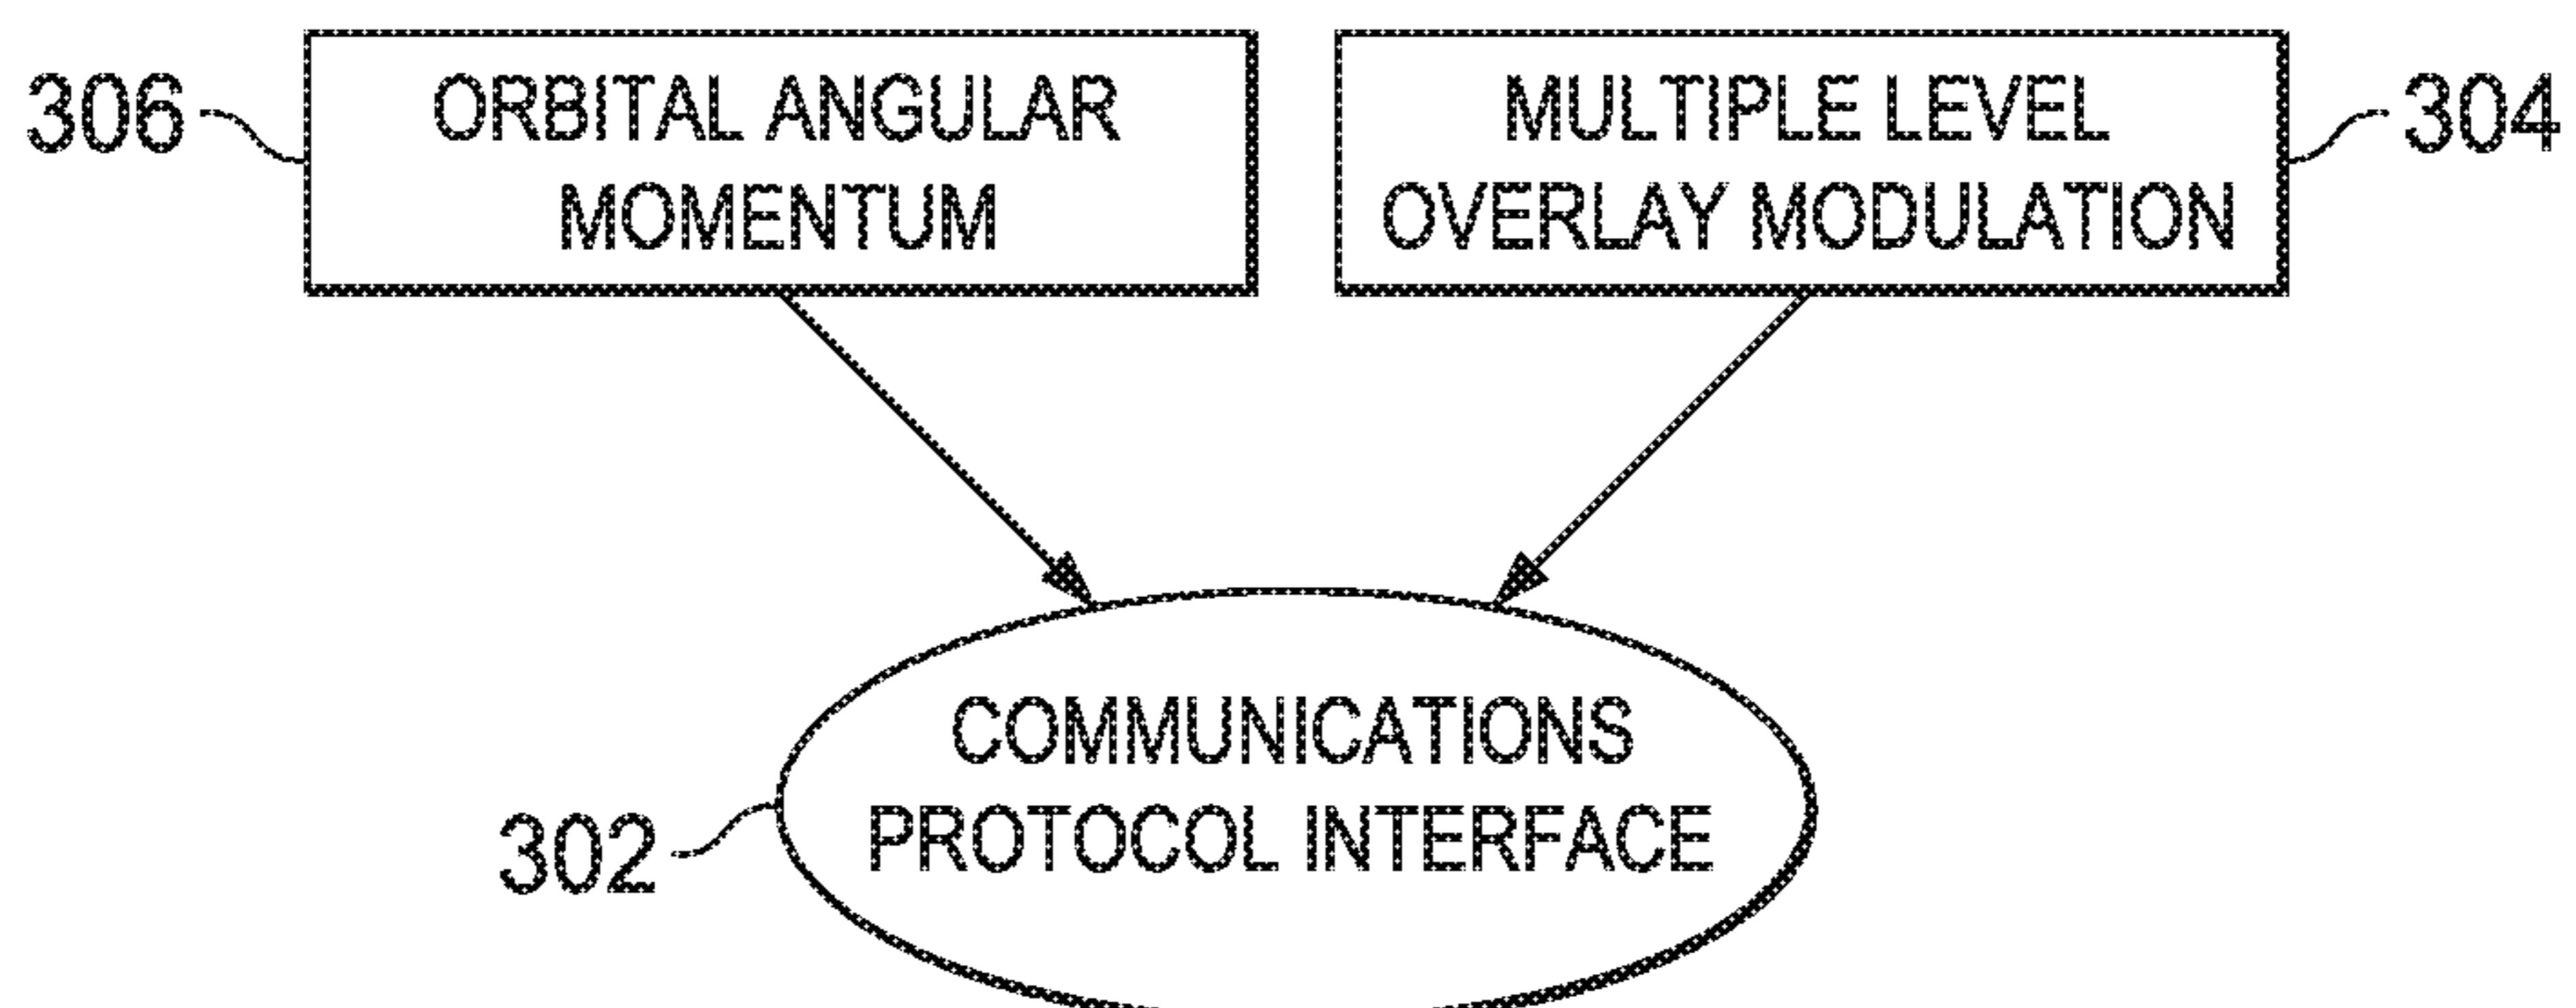 306
ORBITAL ANGULAR
MOMENTUM
MULTIPLE LEVEL
OVERLAY MODULATION
304
COMMUNICATIONS
PROTOCOL INTERFACE
302